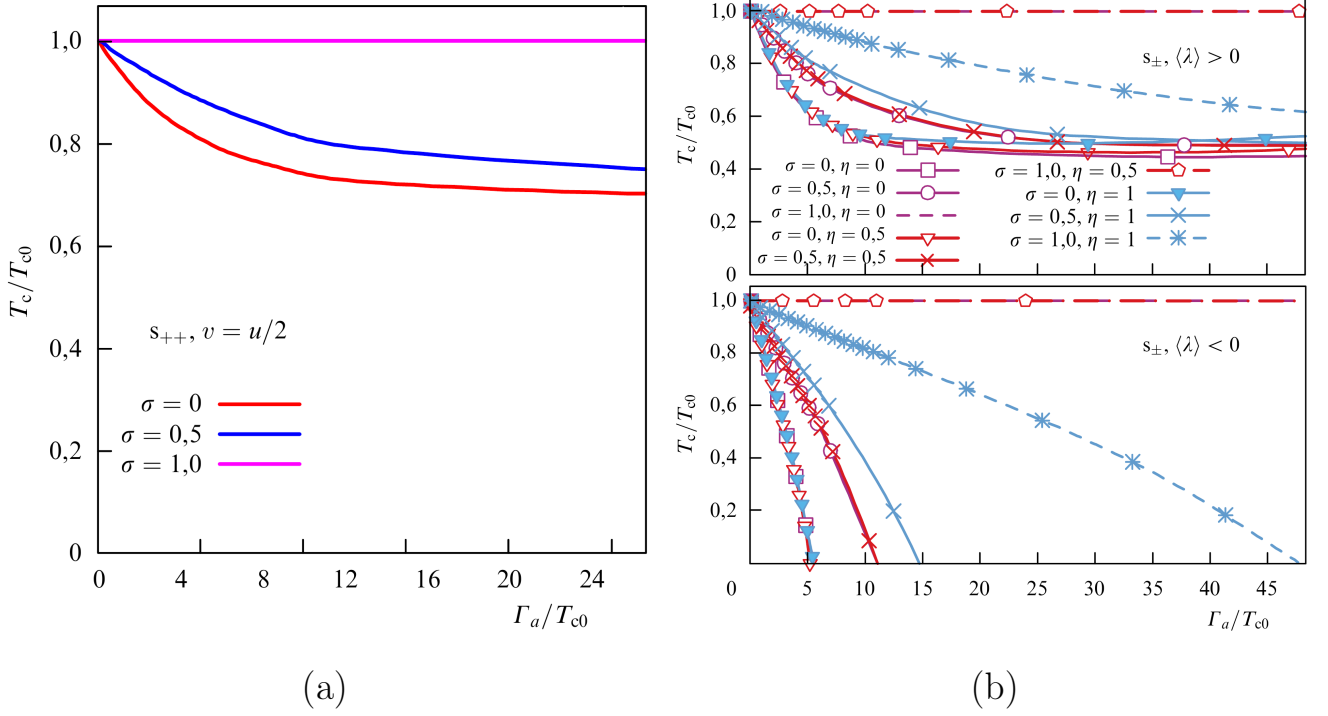 1,0
0,8
0,6
0,4
0,2
0
T_c/T_c0
s_++, v = u/2
σ = 0
σ = 0,5
σ = 1,0
0 4 8 12 16 20 24
Γ_a/T_c0
(a)
1,0
0,8
0,6
0,4
0,2
0
T_c/T_c0
s_±, ⟨λ⟩ > 0
σ = 0, η = 0
σ = 0,5, η = 0
σ = 1,0, η = 0
σ = 0, η = 0,5
σ = 0,5, η = 0,5
σ = 1,0, η = 0,5
σ = 0, η = 1
σ = 0,5, η = 1
σ = 1,0, η = 1
1,0
0,8
0,6
0,4
0,2
T_c/T_c0
s_±, ⟨λ⟩ < 0
0 5 10 15 20 25 30 35 40 45
Γ_a/T_c0
(b)